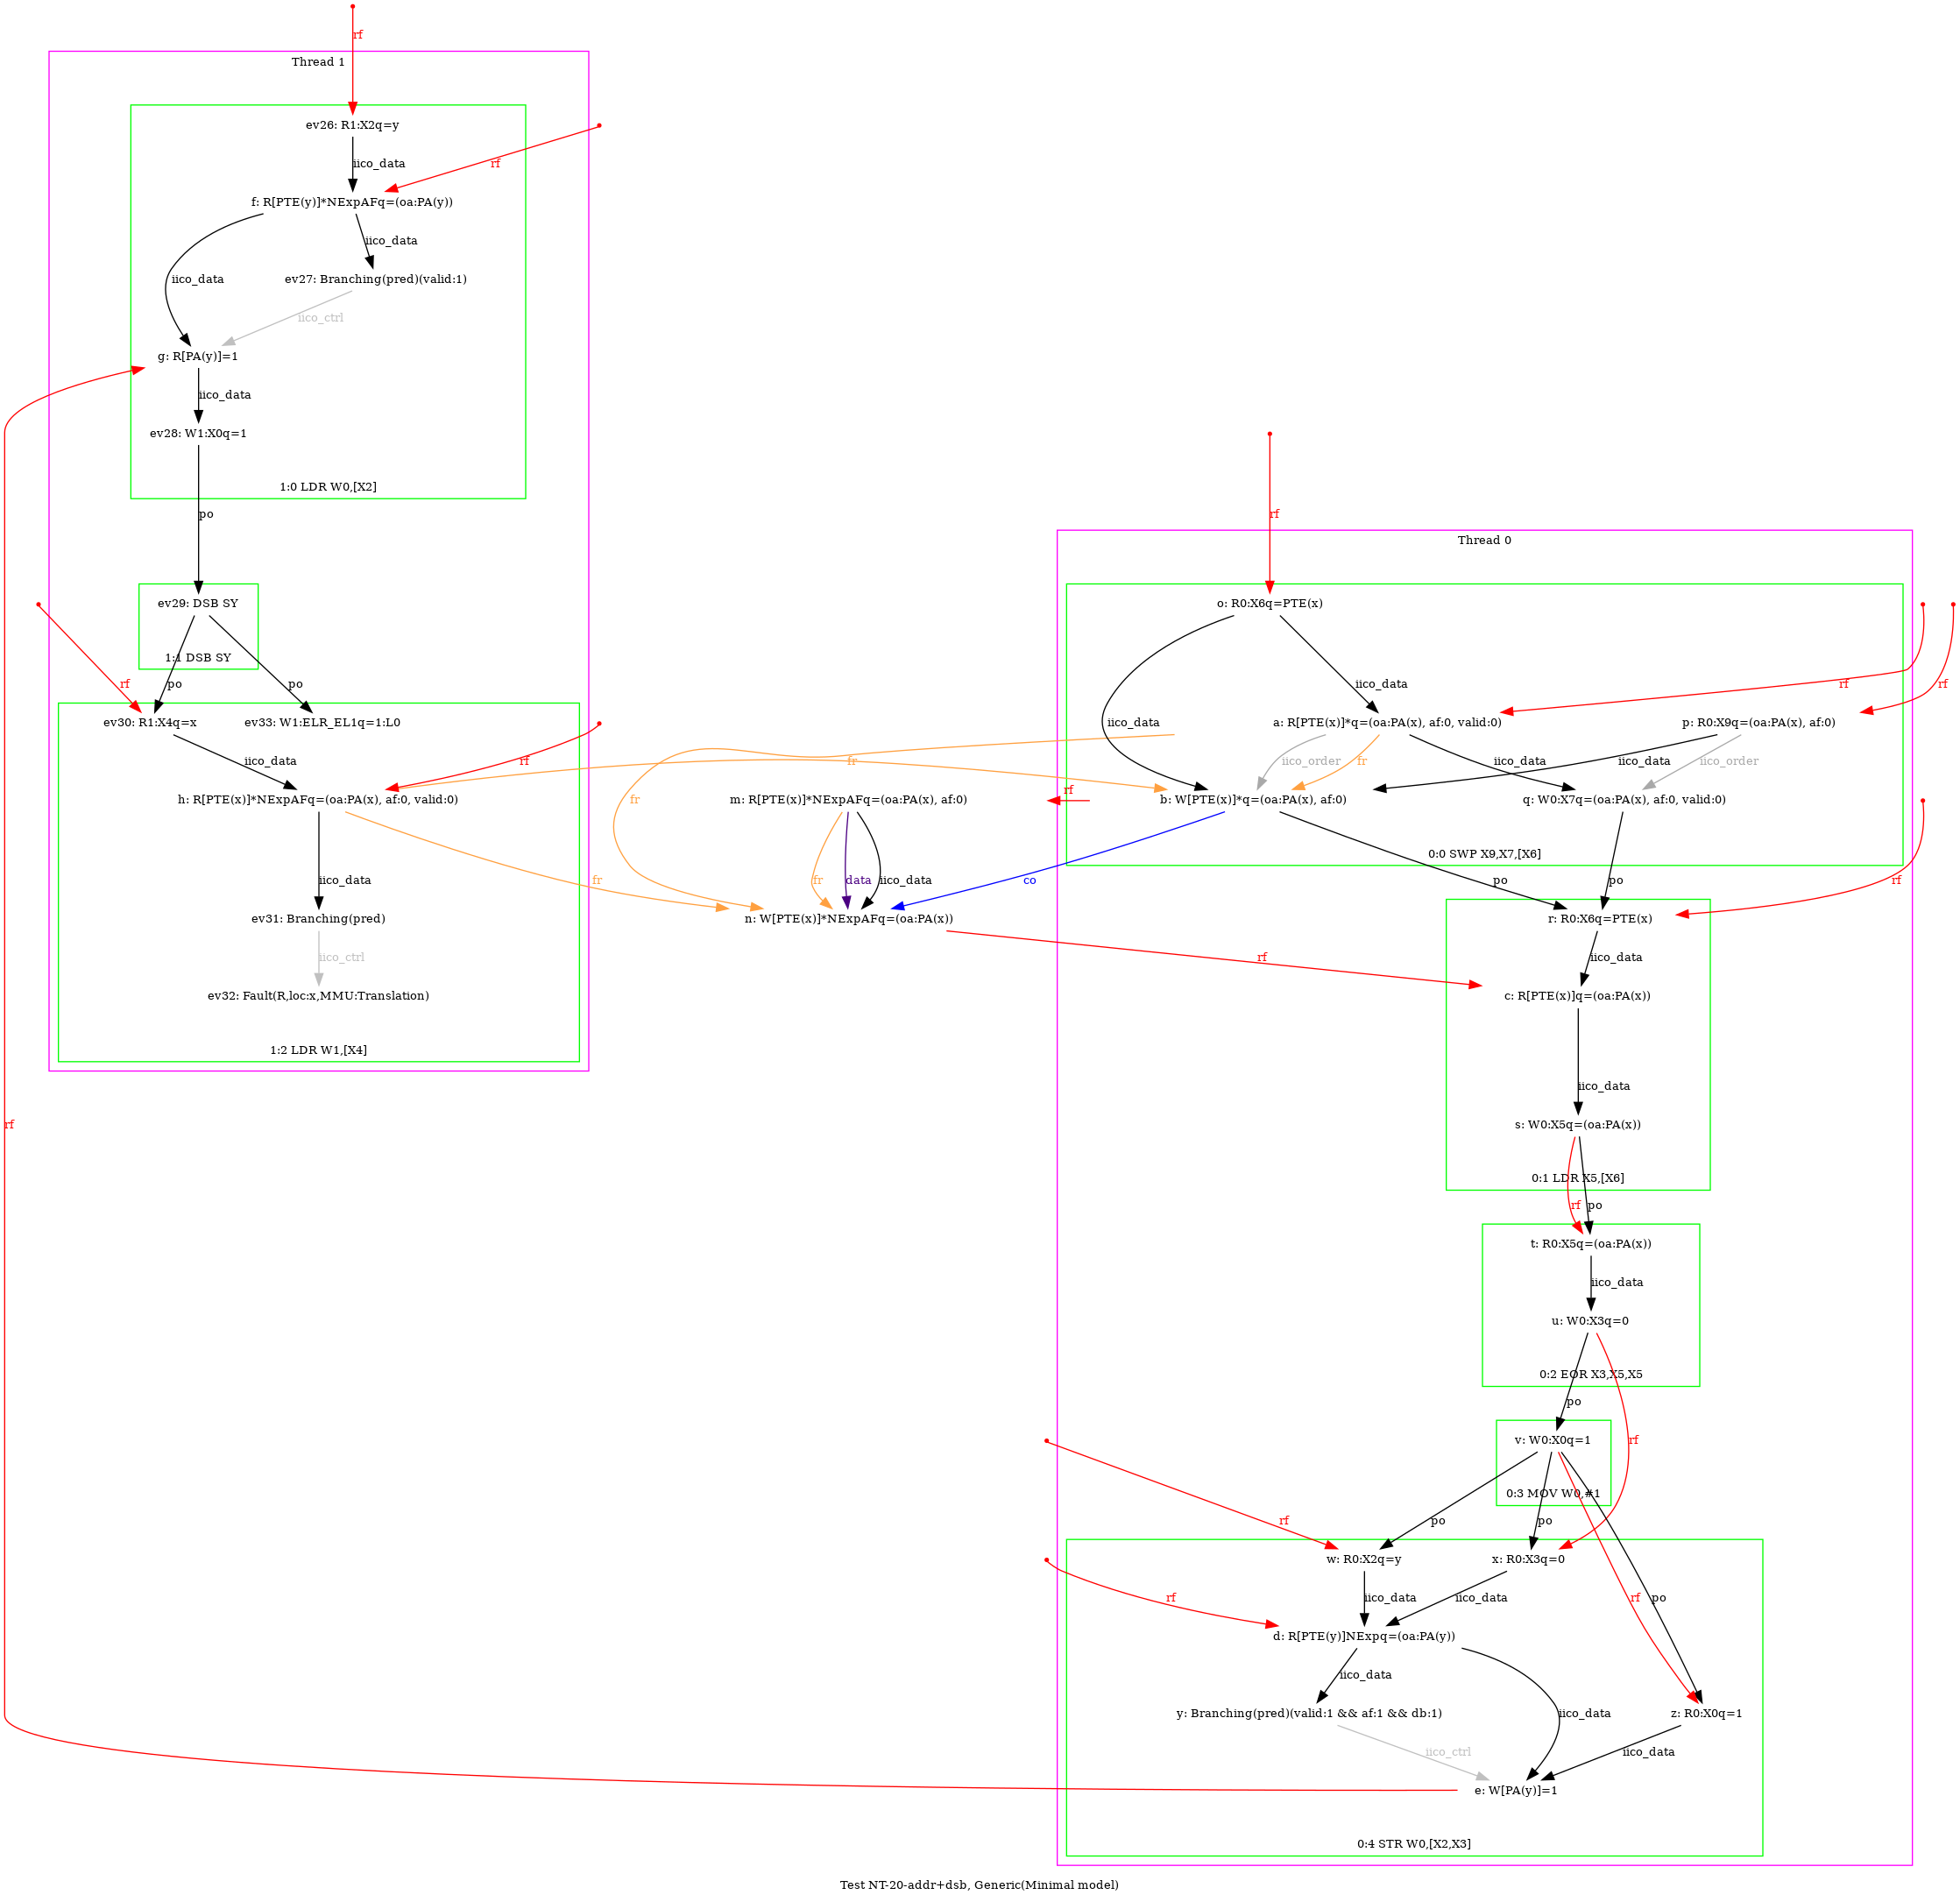 rf
Thread 1
ev26: R1:X2q=y
iico_data
rf
f: R[PTE(y)]*NExpAFq=(oa:PA(y))
iico_data
iico_data
ev27: Branching(pred)(valid:1)
iico_ctrl
g: R[PA(y)]=1
iico_data
ev28: W1:X0q=1
1:0 LDR W0,[X2]
po
rf
Thread 0
ev29: DSB SY
1:1 DSB SY
o: R0:X6q=PTE(x)
rf
po
po
iico_data
rf
rf
ev30: R1:X4q=x
ev33: W1:ELR_EL1q=1:L0
iico_data
a: R[PTE(x)]*q=(oa:PA(x), af:0, valid:0)
p: R0:X9q=(oa:PA(x), af:0)
iico_data
rf
fr
iico_order
fr
iico_data
iico_data
iico_order
h: R[PTE(x)]*NExpAFq=(oa:PA(x), af:0, valid:0)
fr
m: R[PTE(x)]*NExpAFq=(oa:PA(x), af:0)
rf
b: W[PTE(x)]*q=(oa:PA(x), af:0)
q: W0:X7q=(oa:PA(x), af:0, valid:0)
0:0 SWP X9,X7,[X6]
iico_data
fr
fr
data
iico_data
co
po
po
rf
ev31: Branching(pred)
n: W[PTE(x)]*NExpAFq=(oa:PA(x))
r: R0:X6q=PTE(x)
iico_ctrl
rf
iico_data
ev32: Fault(R,loc:x,MMU:Translation)
c: R[PTE(x)]q=(oa:PA(x))
1:2 LDR W1,[X4]
iico_data
rf
s: W0:X5q=(oa:PA(x))
0:1 LDR X5,[X6]
rf
po
t: R0:X5q=(oa:PA(x))
iico_data
u: W0:X3q=0
0:2 EOR X3,X5,X5
po
v: W0:X0q=1
rf
0:3 MOV W0,#1
rf
po
po
w: R0:X2q=y
x: R0:X3q=0
rf
iico_data
iico_data
rf
po
d: R[PTE(y)]NExpq=(oa:PA(y))
iico_data
y: Branching(pred)(valid:1 && af:1 && db:1)
iico_data
z: R0:X0q=1
iico_ctrl
iico_data
e: W[PA(y)]=1
0:4 STR W0,[X2,X3]
Test NT-20-addr+dsb, Generic(Minimal model)